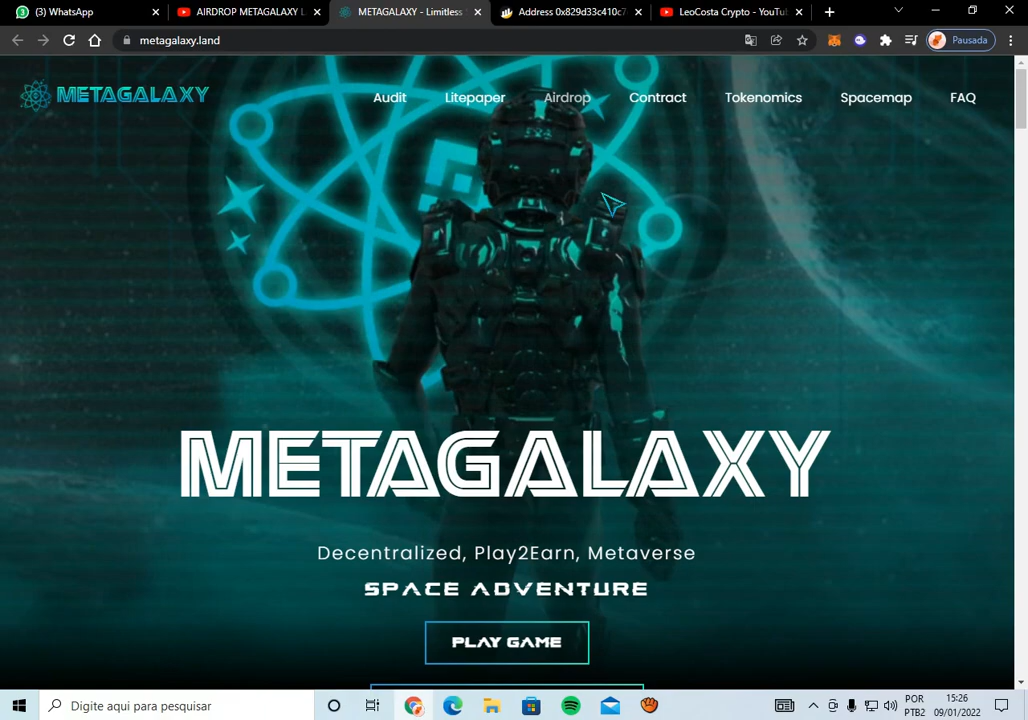 (3) WhatsApp
AIRDROP METAGALAXY L
METAGALAXY - Limitless
Address 0x829d33c410c7
LeoCosta Crypto - YouTu
metagalaxy.land
Pausada
METAGALAXY
Audit
Litepaper
Airdrop
Contract
Tokenomics
Spacemap
FAQ
METAGALAXY
Decentralized, Play2Earn, Metaverse
SPACE ADVENTURE
PLAY GAME
Digite aqui para pesquisar
POR
PTB2
15:26
09/01/2022